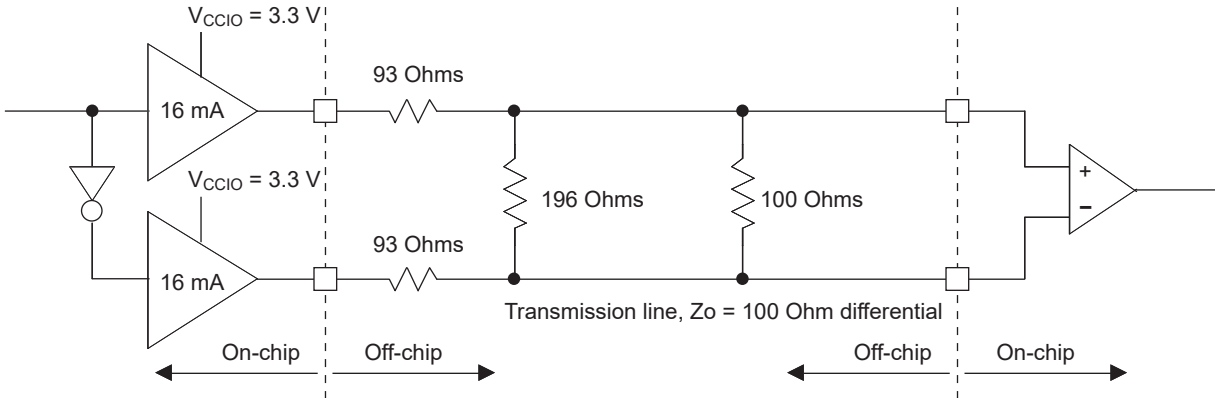 VCCIO = 3.3 V
93 Ohms
16 mA
VCCIO = 3.3 V
196 Ohms
100 Ohms
+
–
93 Ohms
16 mA
Transmission line, Zo = 100 Ohm differential
On-chip
Off-chip
Off-chip
On-chip